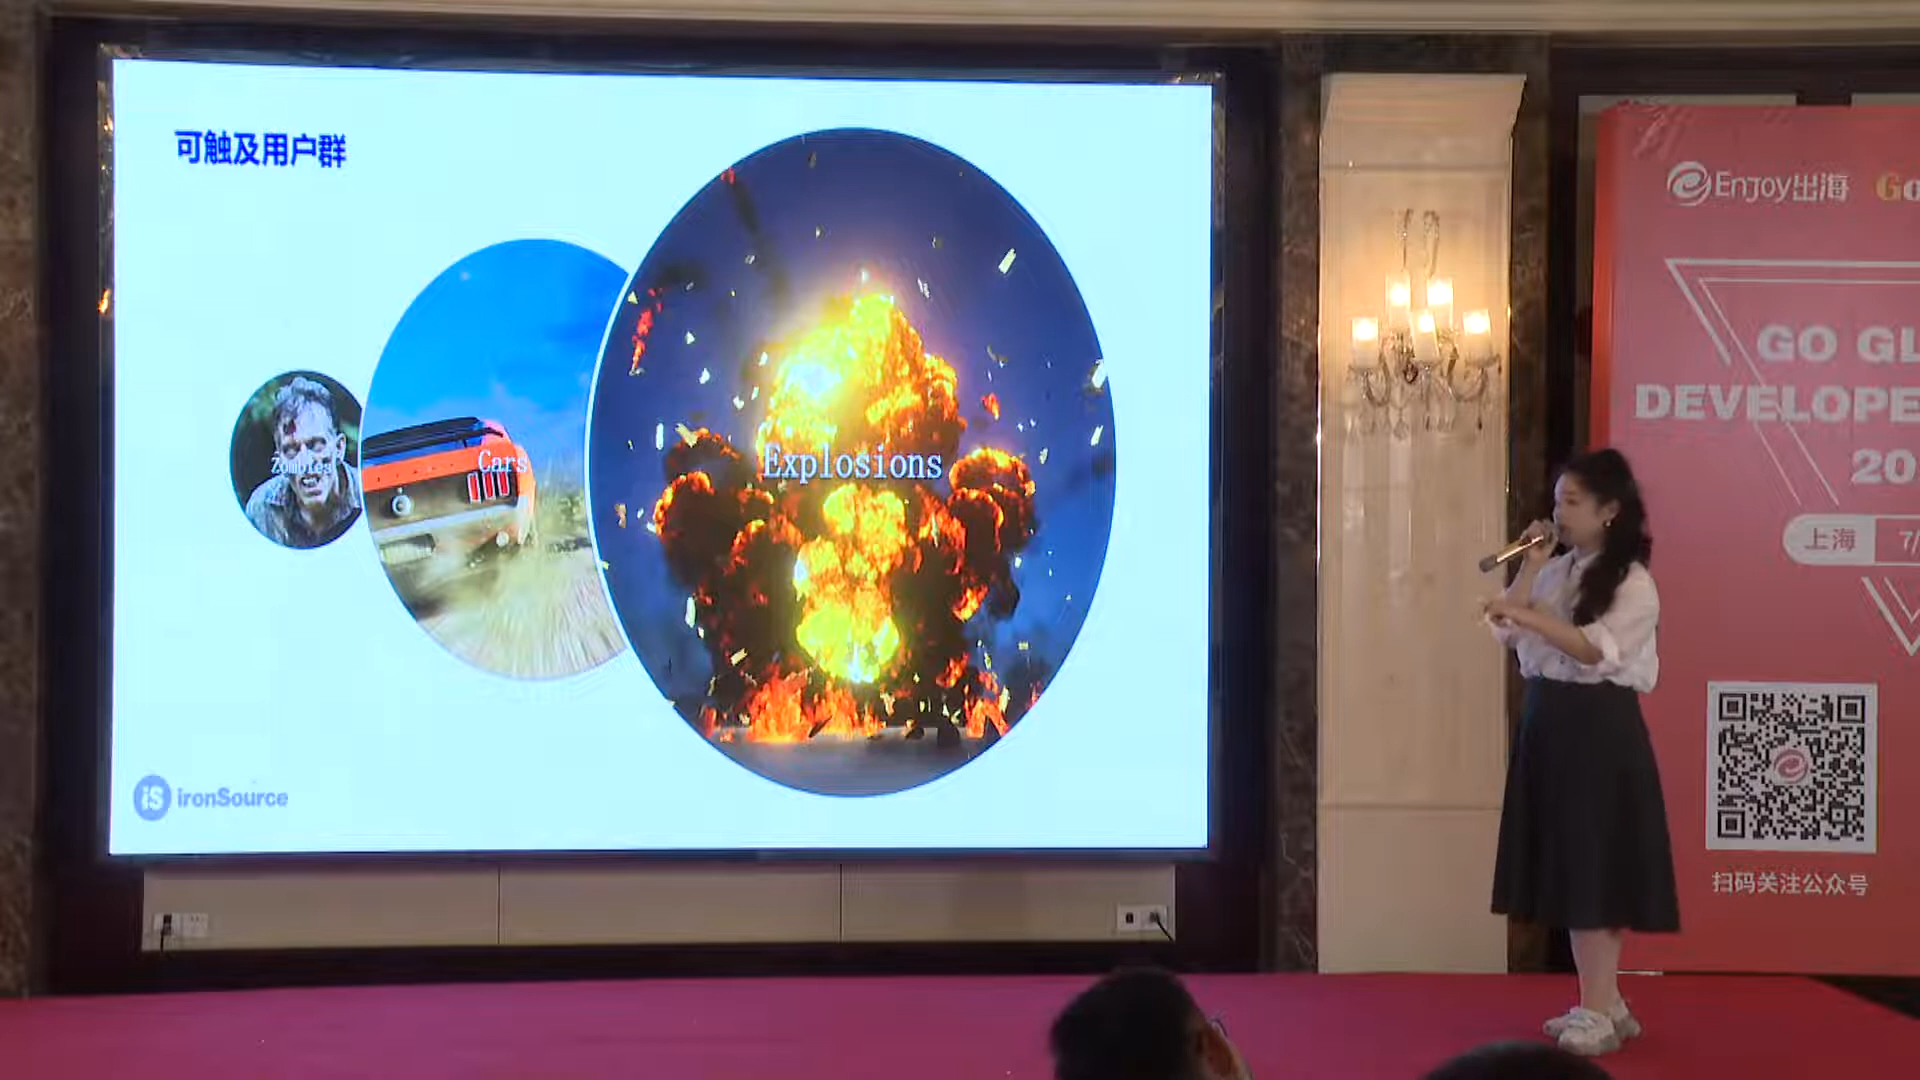 可触及用户群
Zombies
Cars
Explosions
iS ironSource
Enjoy出海 Go
GO GL
DEVELOPE
20
上海 7/
扫码关注公众号